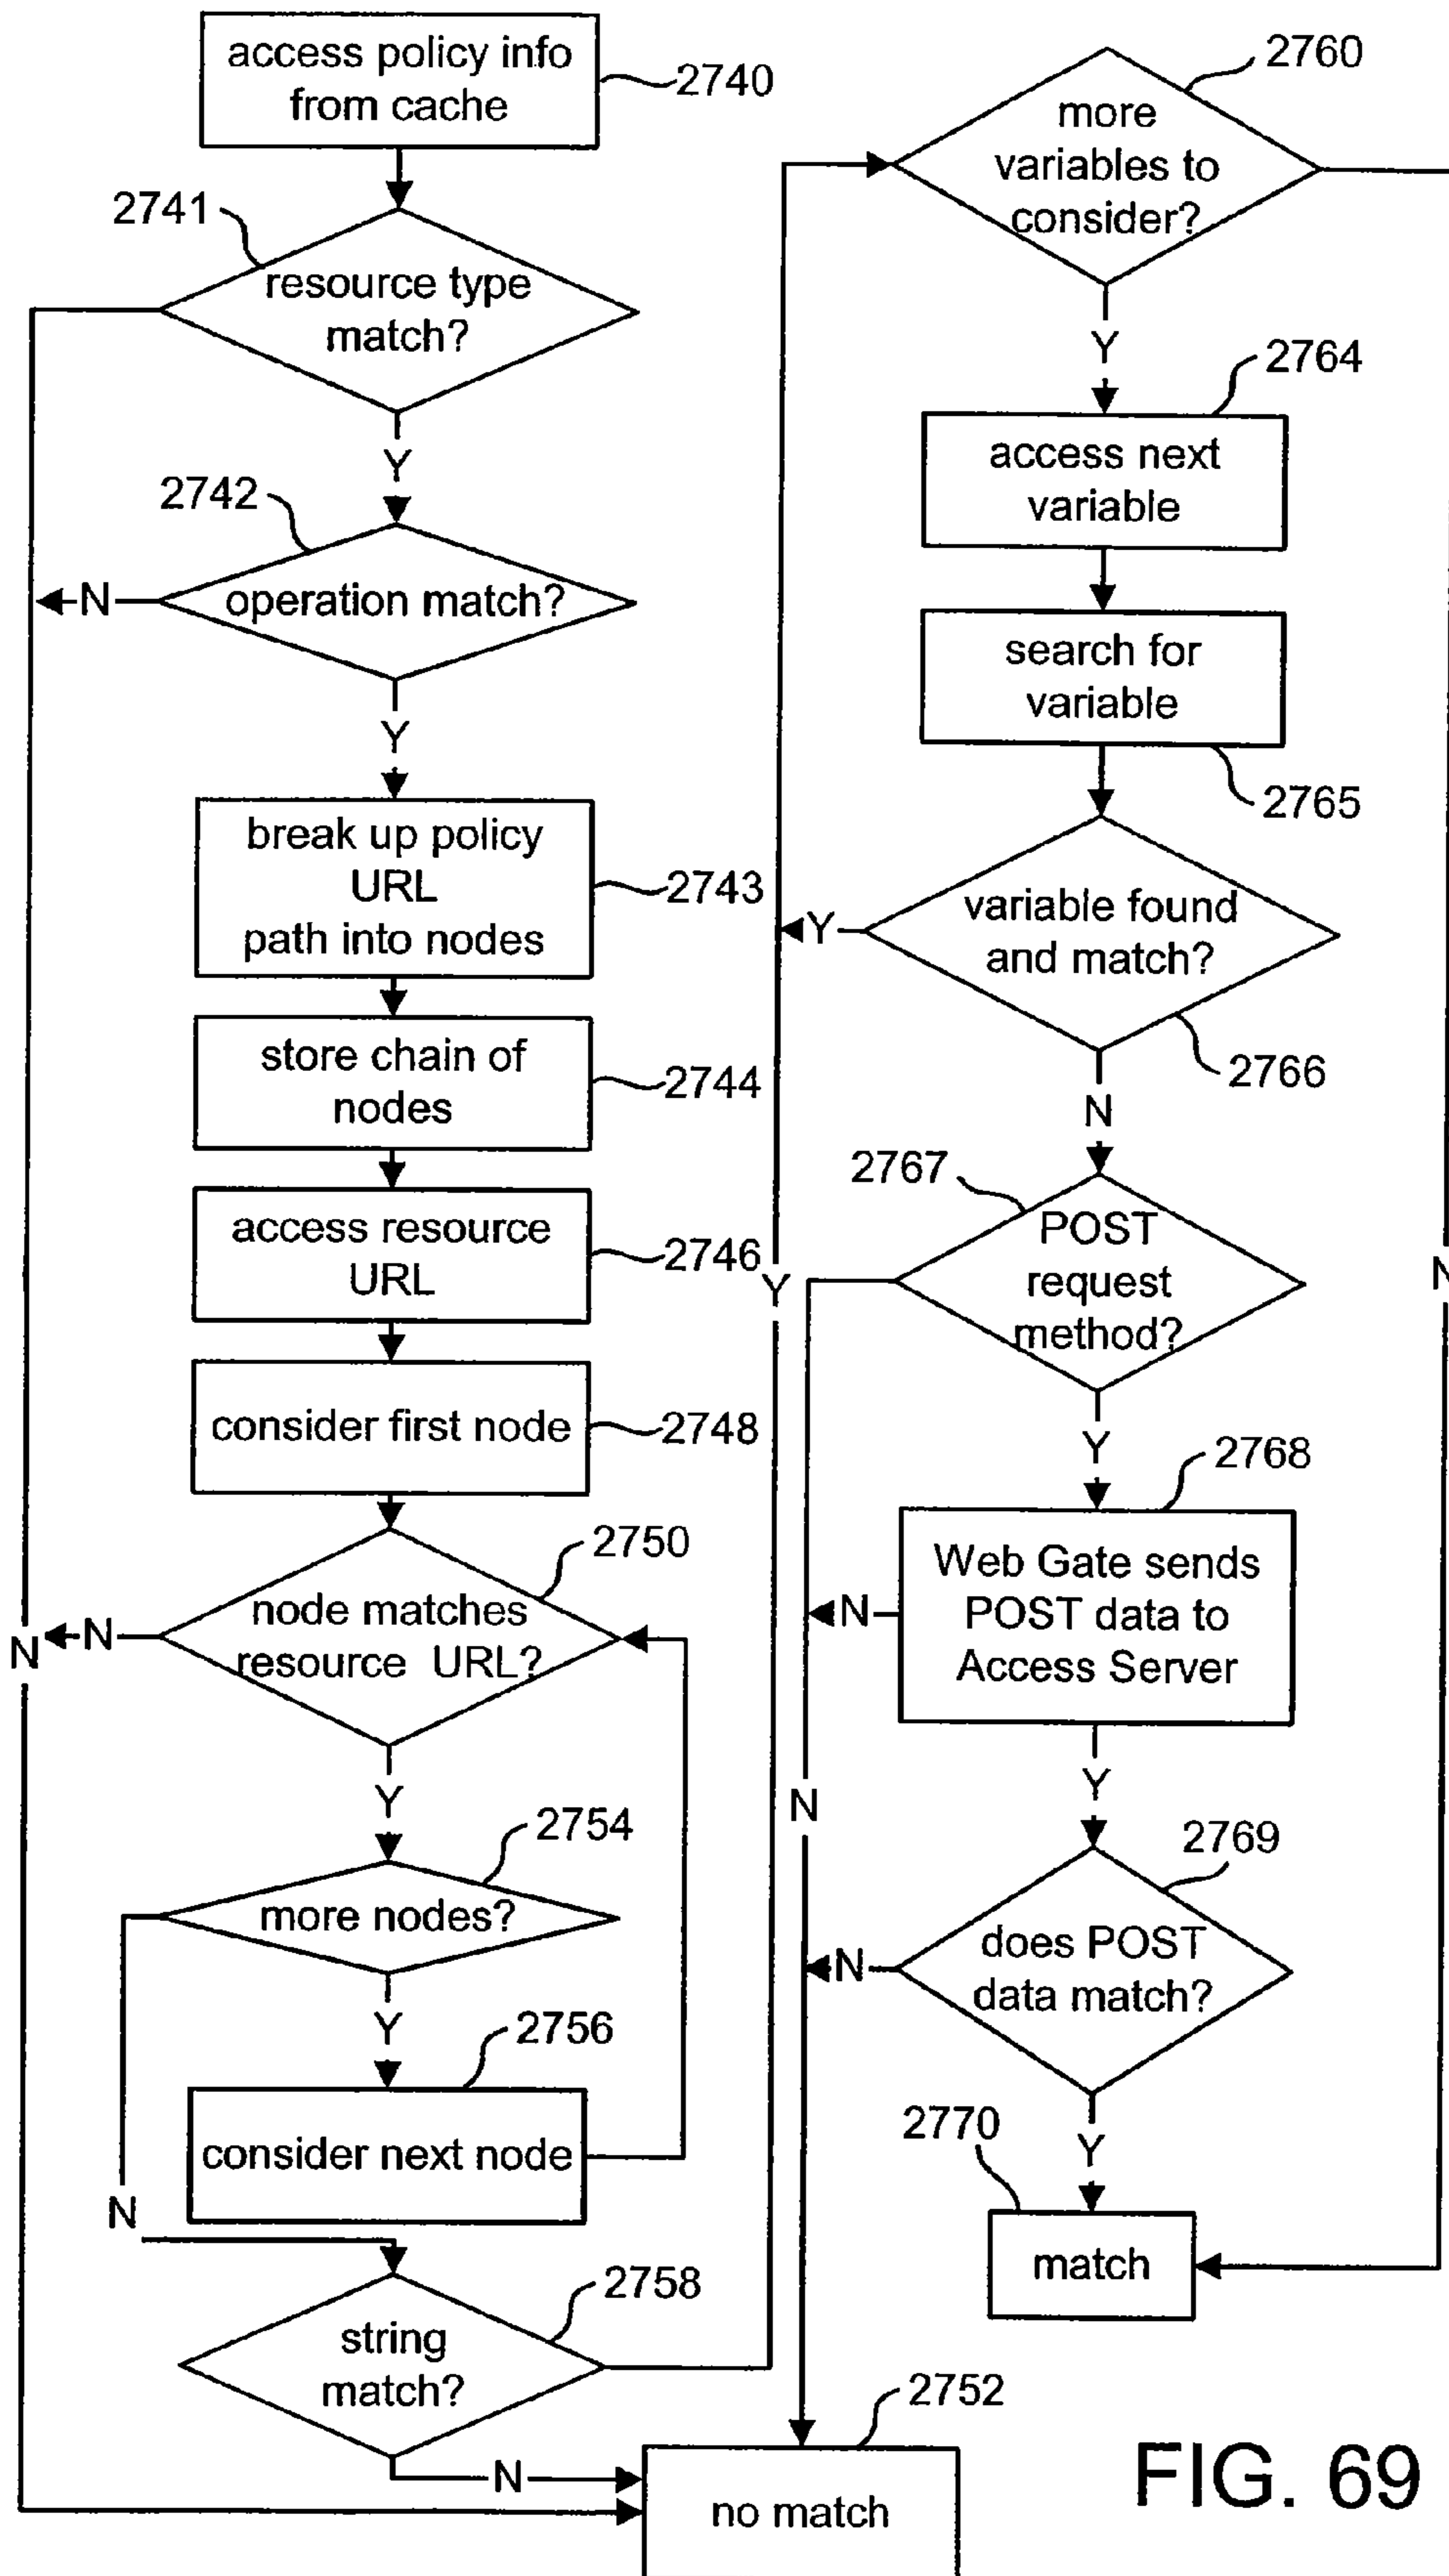 access policy info
from cache
2740
2741
resource type
match?
Y
2742
operation match?
N
Y
break up policy
URL
path into nodes
2743
store chain of
nodes
2744
access resource
URL
2746
consider first node
2748
2750
node matches
resource URL?
N
N
Y
2754
more nodes?
Y
2756
consider next node
N
2758
string
match?
Y
N
2760
more
variables to
consider?
Y
N
2764
access next
variable
search for
variable
2765
variable found
and match?
Y
2766
N
2767
POST
request
method?
Y
2768
Web Gate sends
POST data to
Access Server
N
N
Y
2769
does POST
data match?
N
Y
2770
match
2752
no match
FIG. 69